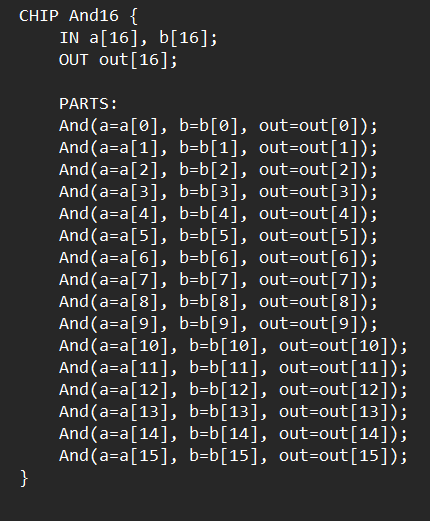 CHIP And16 {
    IN a[16], b[16];
    OUT out[16];

    PARTS:
    And(a=a[0], b=b[0], out=out[0]);
    And(a=a[1], b=b[1], out=out[1]);
    And(a=a[2], b=b[2], out=out[2]);
    And(a=a[3], b=b[3], out=out[3]);
    And(a=a[4], b=b[4], out=out[4]);
    And(a=a[5], b=b[5], out=out[5]);
    And(a=a[6], b=b[6], out=out[6]);
    And(a=a[7], b=b[7], out=out[7]);
    And(a=a[8], b=b[8], out=out[8]);
    And(a=a[9], b=b[9], out=out[9]);
    And(a=a[10], b=b[10], out=out[10]);
    And(a=a[11], b=b[11], out=out[11]);
    And(a=a[12], b=b[12], out=out[12]);
    And(a=a[13], b=b[13], out=out[13]);
    And(a=a[14], b=b[14], out=out[14]);
    And(a=a[15], b=b[15], out=out[15]);
}